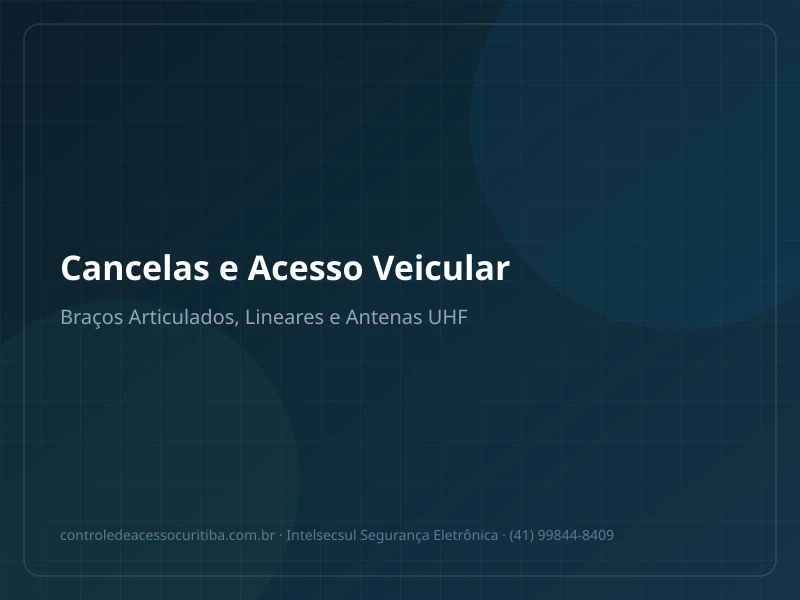 Cancelas e Acesso Veicular
Braços Articulados, Lineares e Antenas UHF
controledeacessocuritiba.com.br · Intelsecsul Segurança Eletrônica · (41) 99844-8409